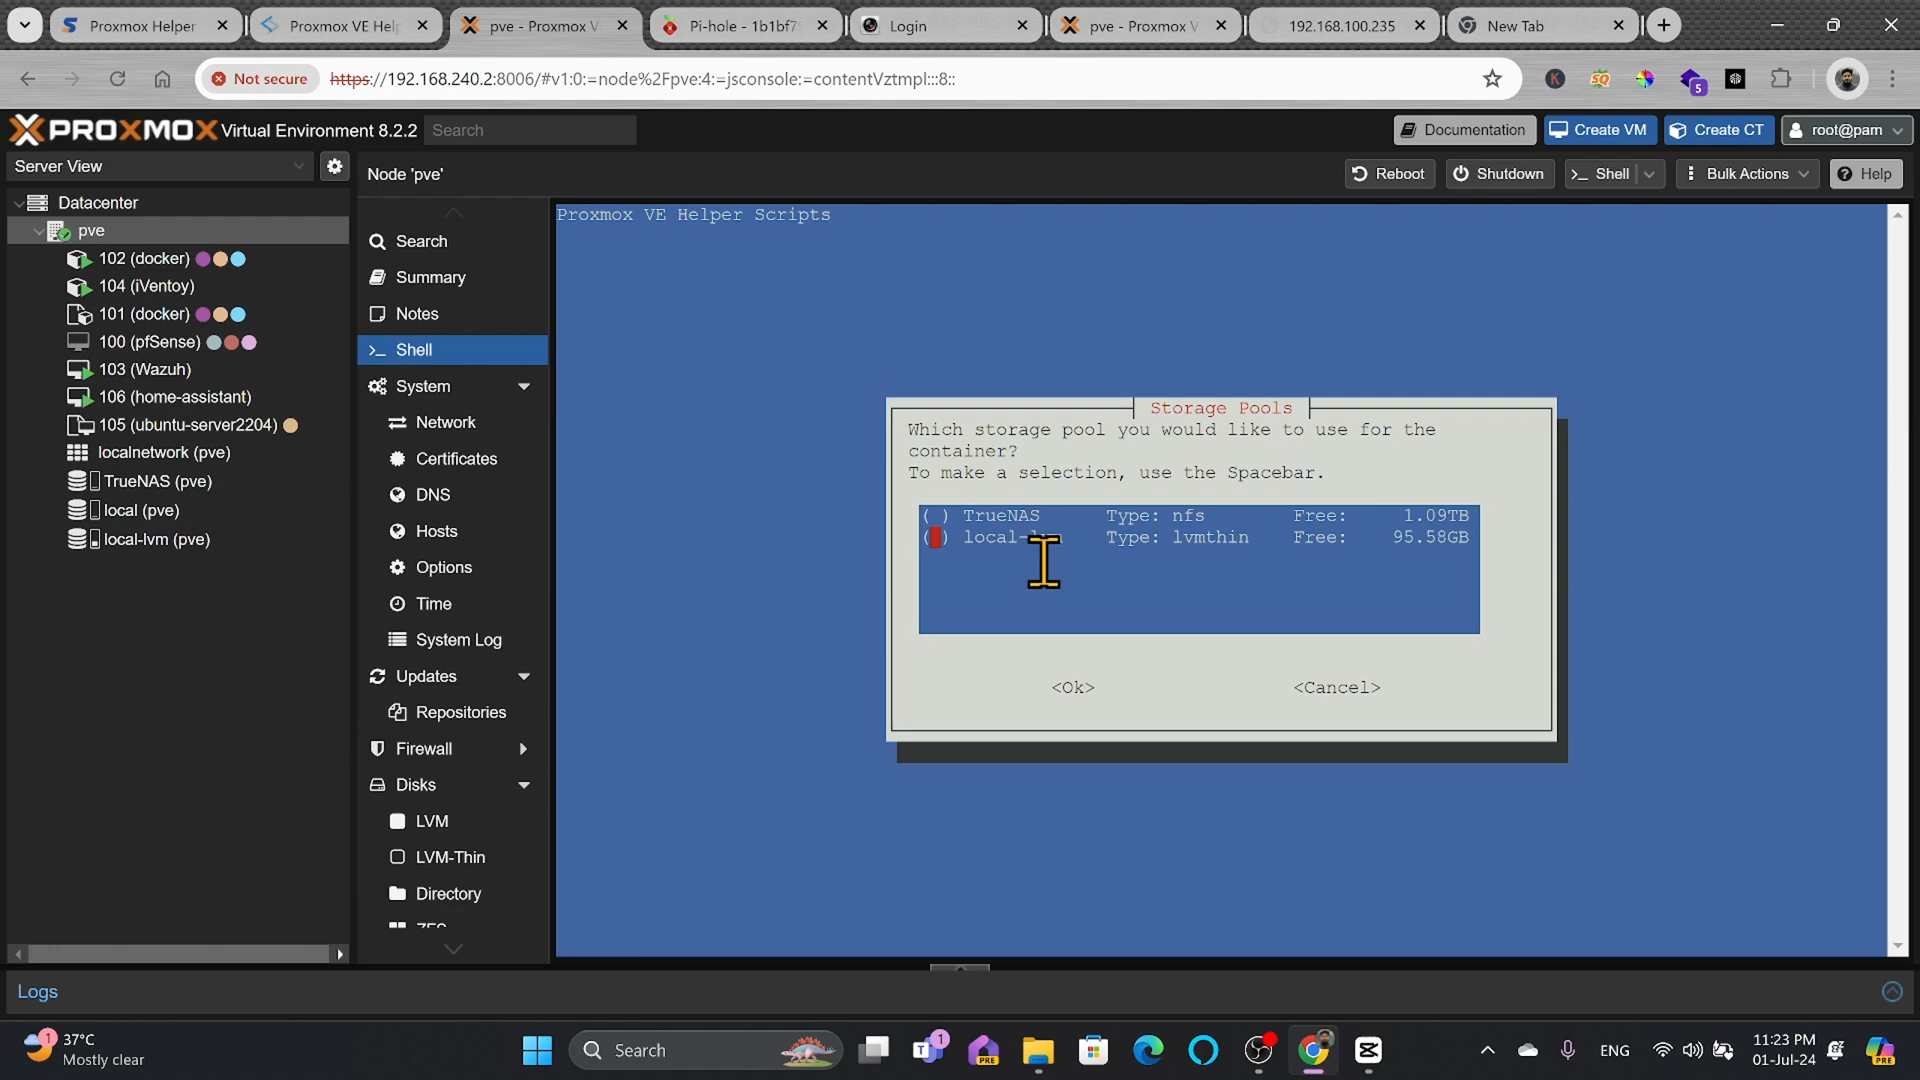 Proxmox Helper
Proxmox VE Help
pve - Proxmox V
Pi-hole - 1b1bf7
Login
pve - Proxmox V
192.168.100.235
New Tab
Not secure
https://192.168.240.2:8006/#v1:0:=node%2Fpve:4:=jsconsole:=contentVztmpl:::8::
5
PROXMOX Virtual Environment 8.2.2
Search
Documentation
Create VM
Create CT
root@pam
Server View
Node 'pve'
Reboot
Shutdown
Shell
Bulk Actions
Help
Datacenter
pve
102 (docker)
104 (iVentoy)
101 (docker)
100 (pfSense)
103 (Wazuh)
106 (home-assistant)
105 (ubuntu-server2204)
localnetwork (pve)
TrueNAS (pve)
local (pve)
local-lvm (pve)
Search
Summary
Notes
Shell
System
Network
Certificates
DNS
Hosts
Options
Time
System Log
Updates
Repositories
Firewall
Disks
LVM
LVM-Thin
Directory
ZFS
Proxmox VE Helper Scripts
Storage Pools
Which storage pool you would like to use for the
container?
To make a selection, use the Spacebar.
( ) TrueNAS Type: nfs Free: 1.09TB
( ) local-lvm Type: lvmthin Free: 95.58GB
<Ok> <Cancel>
Logs
1
37°C
Mostly clear
Search
1
PRE
ENG
11:23 PM
01-Jul-24
PRE